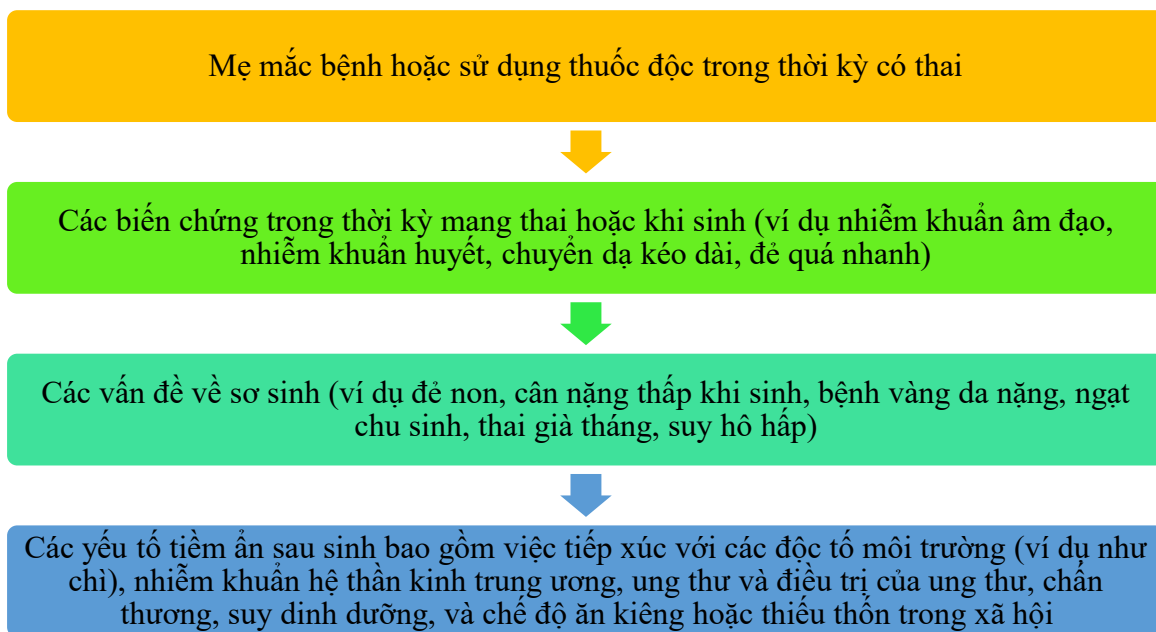 Mẹ mắc bệnh hoặc sử dụng thuốc độc trong thời kỳ có thai
Các biến chứng trong thời kỳ mang thai hoặc khi sinh (ví dụ nhiễm khuẩn âm đạo,
nhiễm khuẩn huyết, chuyển dạ kéo dài, đẻ quá nhanh)
Các vấn đề về sơ sinh (ví dụ đẻ non, cân nặng thấp khi sinh, bệnh vàng da nặng, ngạt
chu sinh, thai già tháng, suy hô hấp)
Các yếu tố tiềm ẩn sau sinh bao gồm việc tiếp xúc với các độc tố môi trường (ví dụ như
chì), nhiễm khuẩn hệ thần kinh trung ương, ung thư và điều trị của ung thư, chấn
thương, suy dinh dưỡng, và chế độ ăn kiêng hoặc thiếu thốn trong xã hội